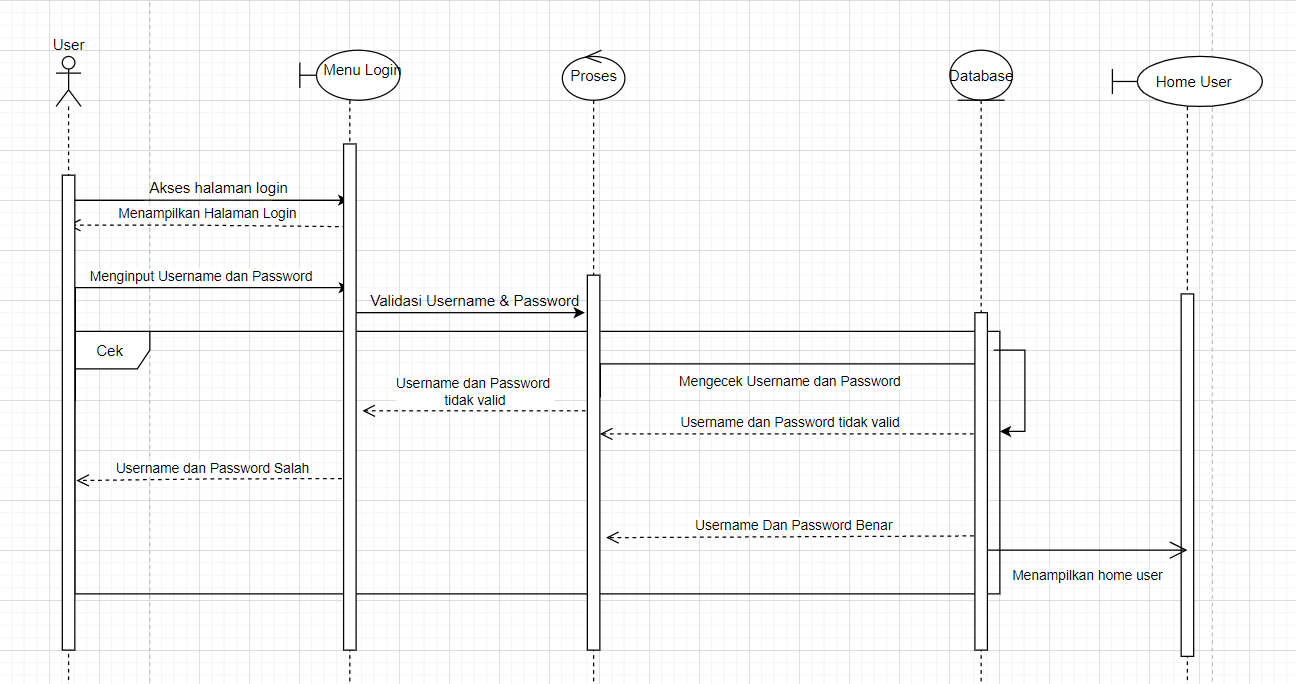 User
Menu Login
Proses
Database
Home User
Akses halaman login
Menampilkan Halaman Login
Menginput Username dan Password
Validasi Username & Password
Cek
Username dan Password
tidak valid
Mengecek Username dan Password
Username dan Password tidak valid
Username dan Password Salah
Username Dan Password Benar
Menampilkan home user